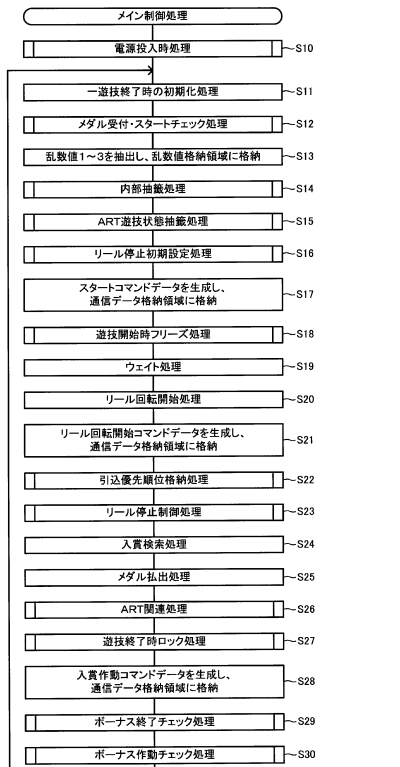 メイン制御処理
電源投入時処理 S10
一遊技終了時の初期化処理 S11
メダル受付・スタートチェック処理 S12
乱数値1～3を抽出し、乱数値格納領域に格納 S13
内部抽籤処理 S14
ART遊技状態抽籤処理 S15
リール停止初期設定処理 S16
スタートコマンドデータを生成し、
通信データ格納領域に格納 S17
遊技開始時フリーズ処理 S18
ウェイト処理 S19
リール回転開始処理 S20
リール回転開始コマンドデータを生成し、
通信データ格納領域に格納 S21
引込優先順位格納処理 S22
リール停止制御処理 S23
入賞検索処理 S24
メダル払出処理 S25
ART関連処理 S26
遊技終了時ロック処理 S27
入賞作動コマンドデータを生成し、
通信データ格納領域に格納 S28
ボーナス終了チェック処理 S29
ボーナス作動チェック処理 S30